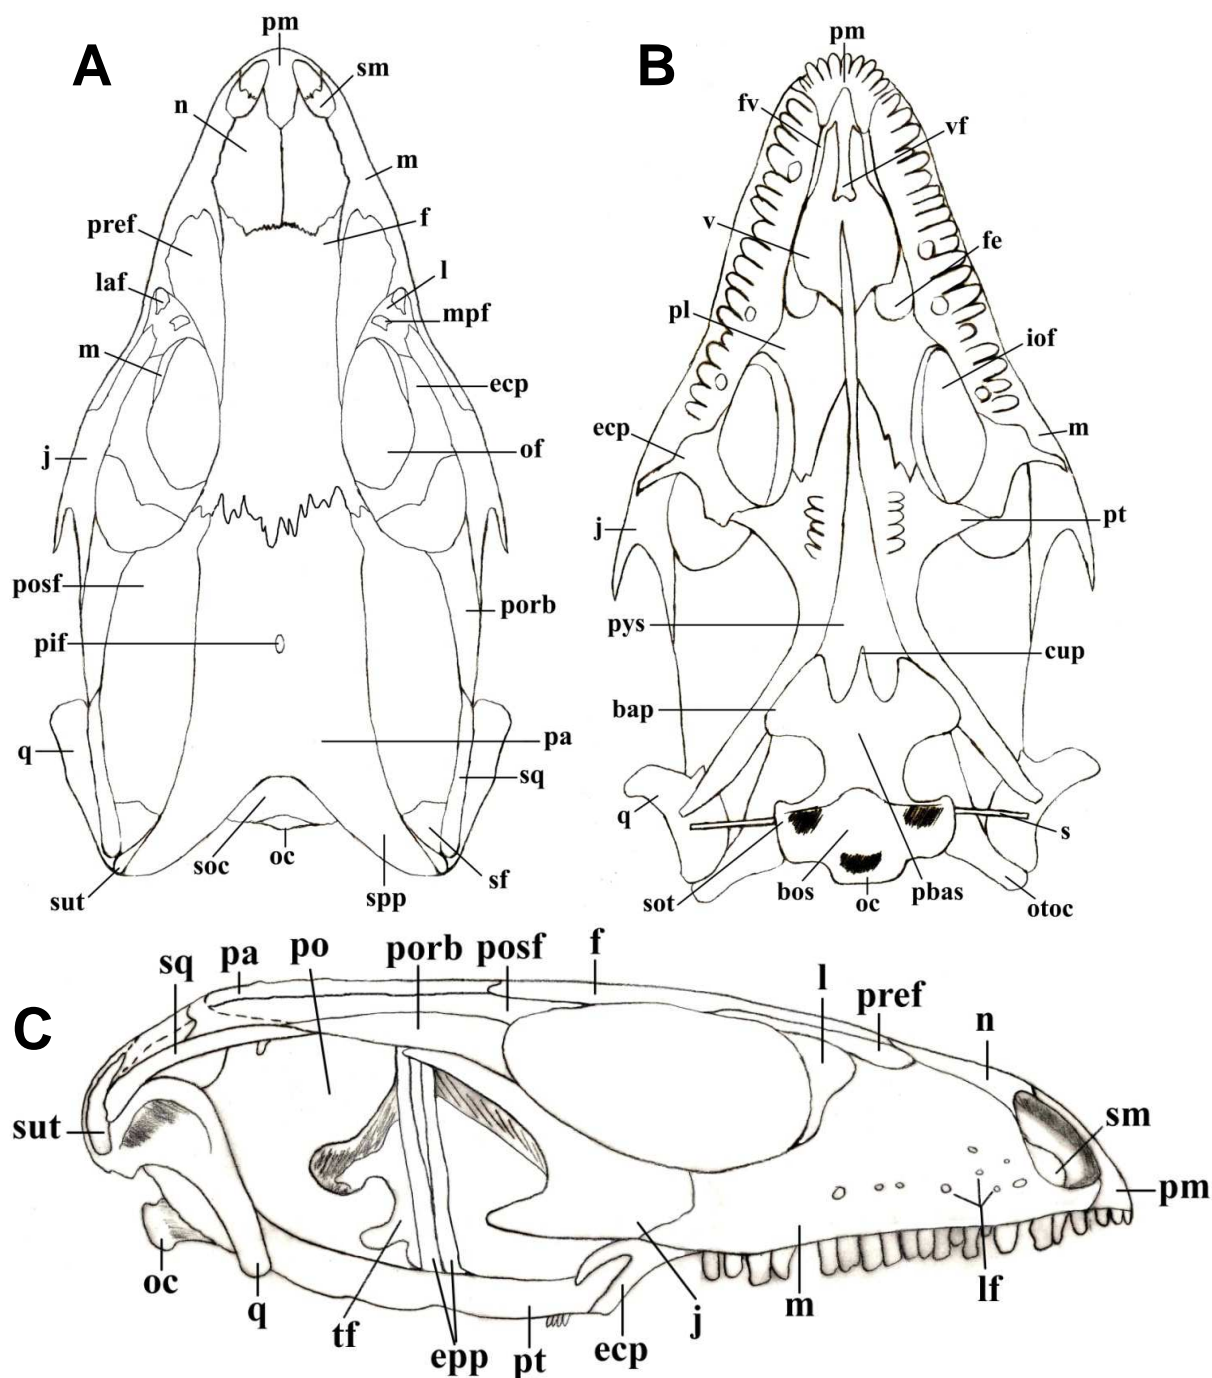 A
pm
sm
n
m
f
pref
l
laf
mpf
m
ecp
j
of
posf
porb
pif
q
pa
sq
soc
oc
sf
sut
spp
B
pm
fv
vf
v
fe
pl
iof
ecp
m
j
pt
pys
cup
bap
q
s
sot
bos
oc
pbas
otoc
C
sq
pa
po
porb
posf
f
l
pref
n
sut
sm
pm
oc
q
tf
epp
pt
ecp
j
m
lf